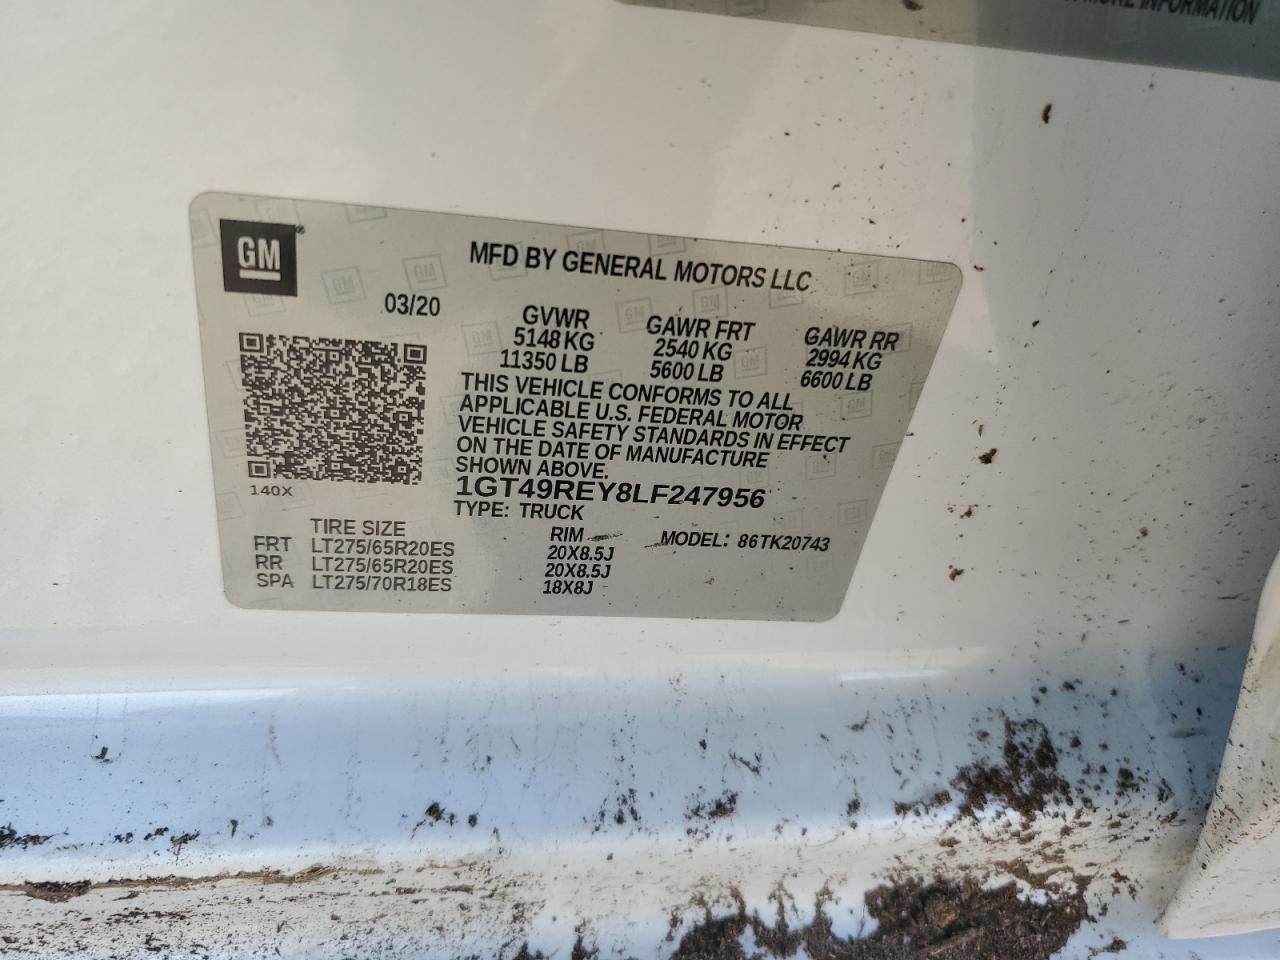 MORE INFORMATION
GM
MFD BY GENERAL MOTORS LLC
03/20
GVWR GAWR FRT GAWR RR
5148 KG 2540 KG 2994 KG
11350 LB 5600 LB 6600 LB
THIS VEHICLE CONFORMS TO ALL
APPLICABLE U.S. FEDERAL MOTOR
VEHICLE SAFETY STANDARDS IN EFFECT
ON THE DATE OF MANUFACTURE
SHOWN ABOVE.
140X
1GT49REY8LF247956
TYPE: TRUCK
TIRE SIZE RIM MODEL: 86TK20743
FRT LT275/65R20ES 20X8.5J
RR LT275/65R20ES 20X8.5J
SPA LT275/70R18ES 18X8J